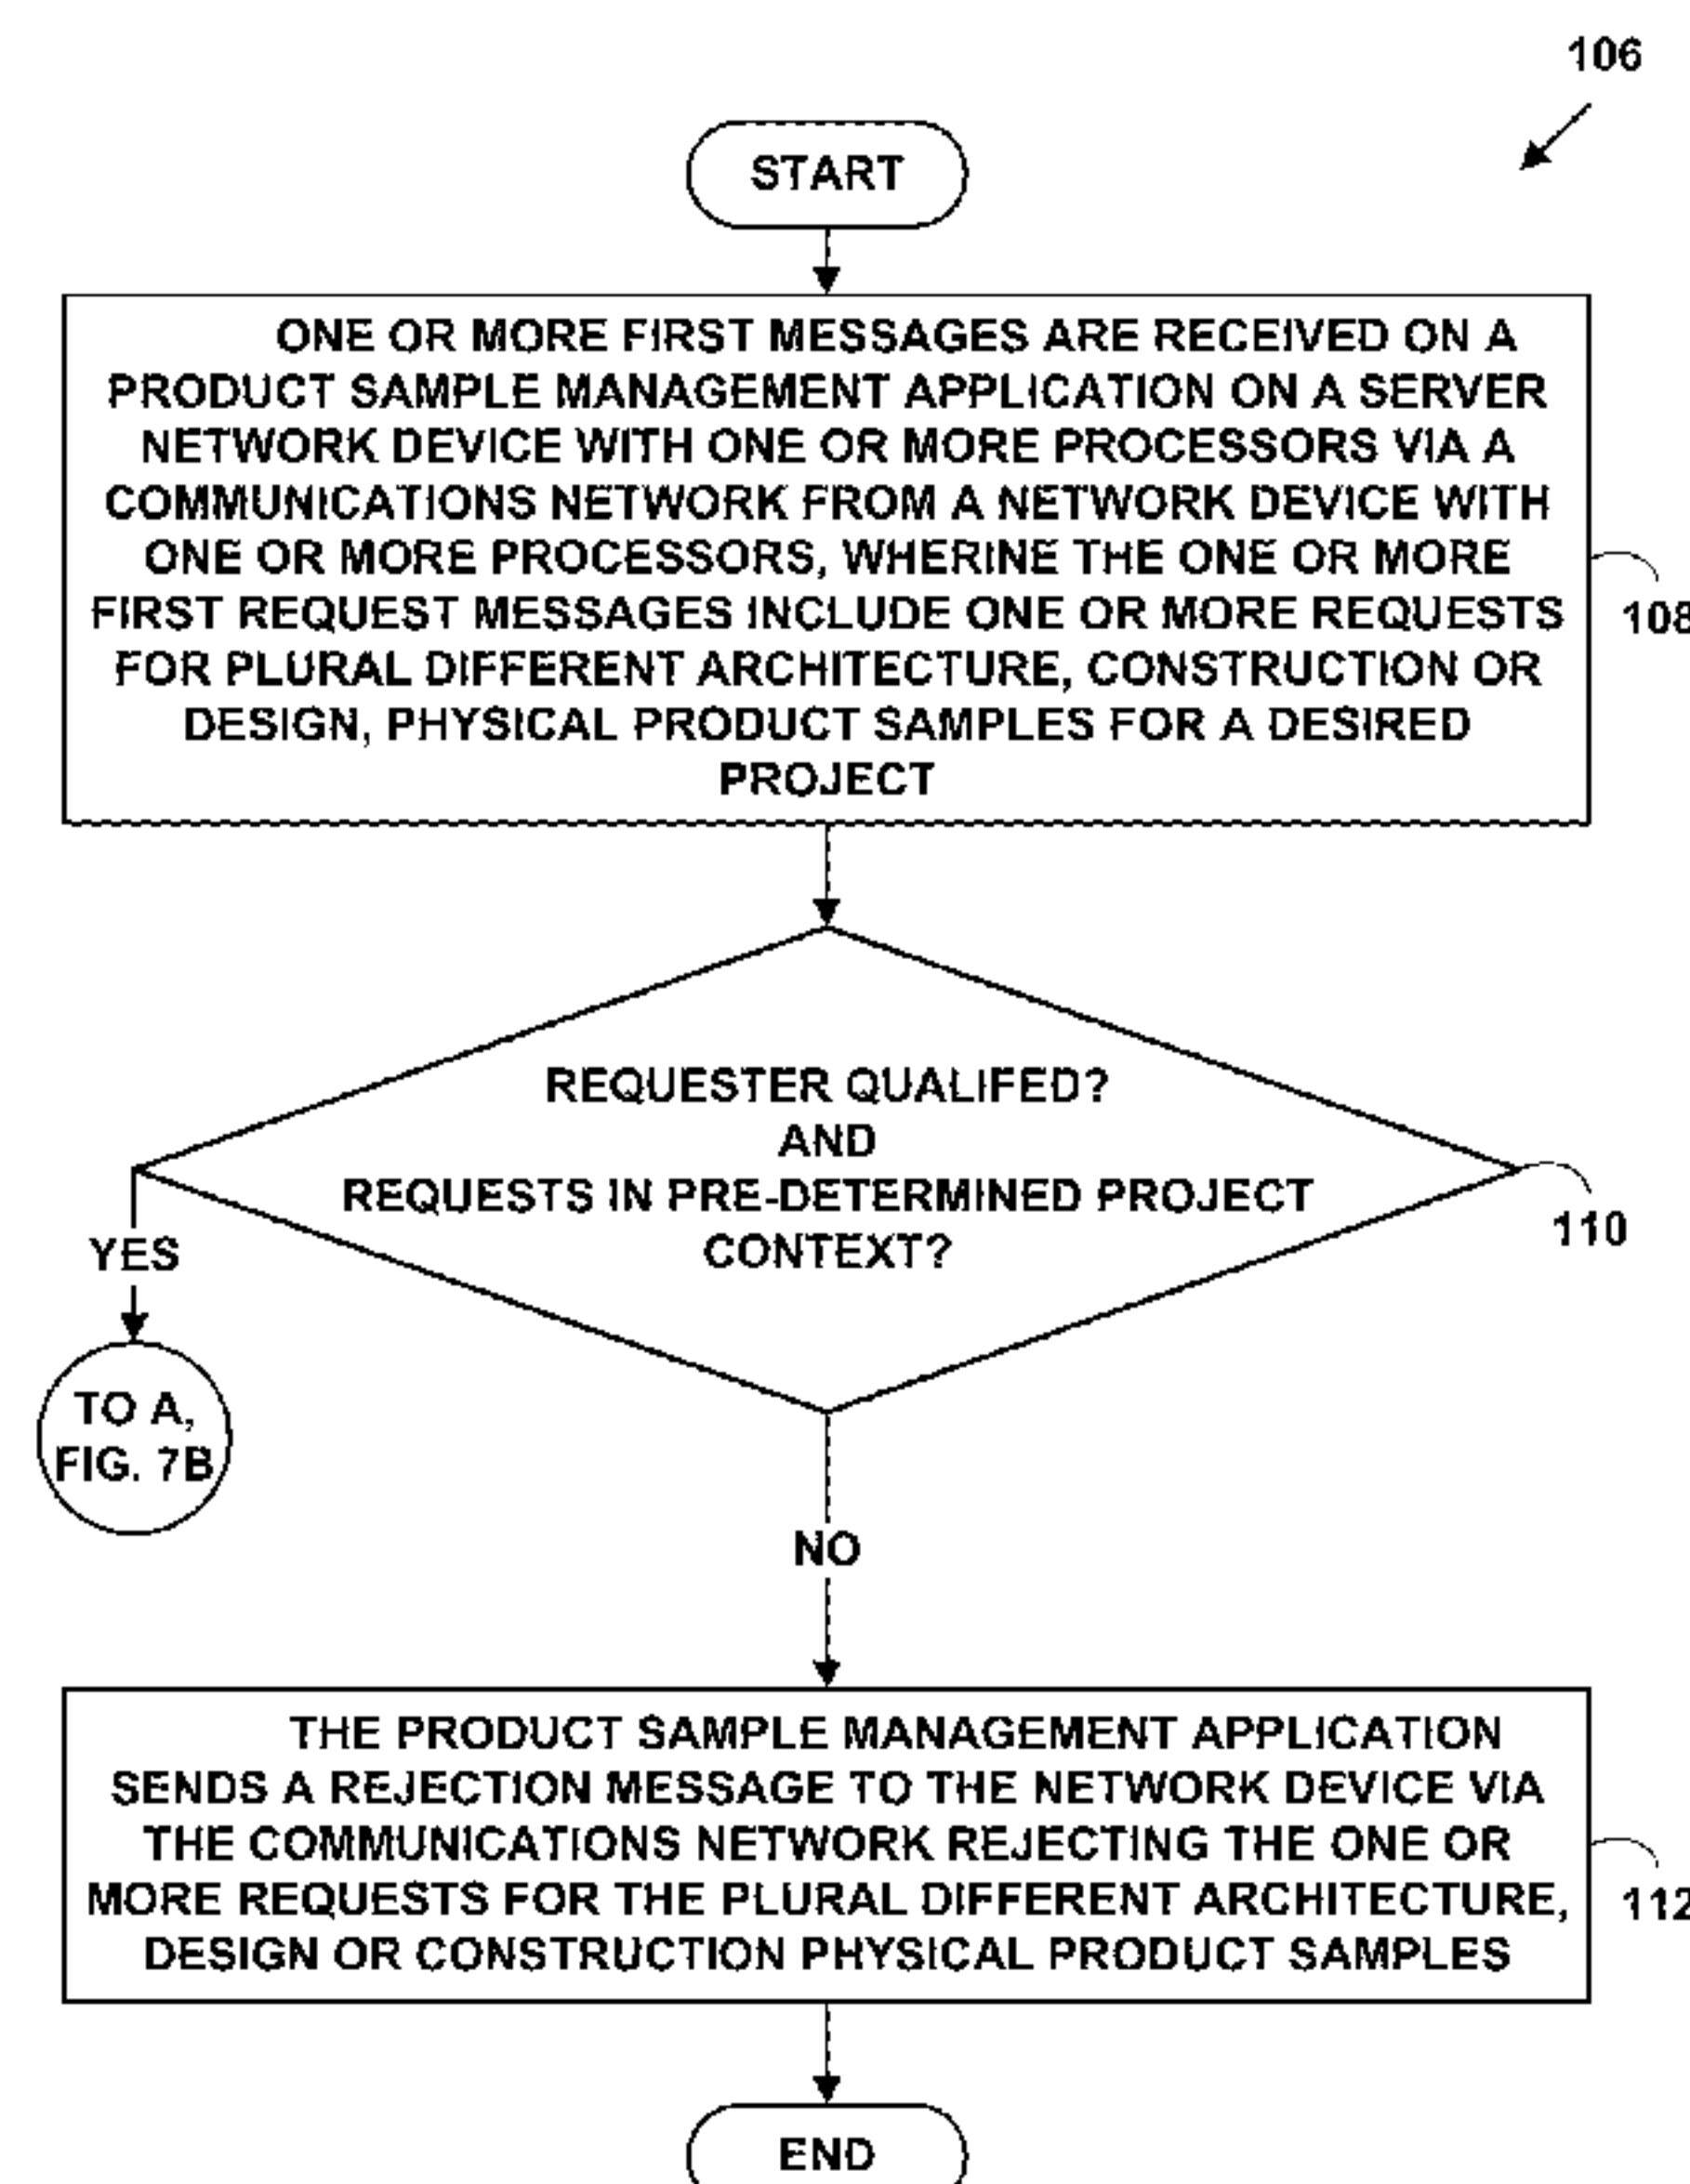 106
START
ONE OR MORE FIRST MESSAGES ARE RECEIVED ON A
PRODUCT SAMPLE MANAGEMENT APPLICATION ON A SERVER
NETWORK DEVICE WITH ONE OR MORE PROCESSORS VIA A
COMMUNICATIONS NETWORK FROM A NETWORK DEVICE WITH
ONE OR MORE PROCESSORS, WHERINE THE ONE OR MORE
FIRST REQUEST MESSAGES INCLUDE ONE OR MORE REQUESTS
FOR PLURAL DIFFERENT ARCHITECTURE, CONSTRUCTION OR
DESIGN, PHYSICAL PRODUCT SAMPLES FOR A DESIRED
PROJECT
108
REQUESTER QUALIFED?
AND
REQUESTS IN PRE-DETERMINED PROJECT
CONTEXT?
110
YES
TO A,
FIG. 7B
NO
THE PRODUCT SAMPLE MANAGEMENT APPLICATION
SENDS A REJECTION MESSAGE TO THE NETWORK DEVICE VIA
THE COMMUNICATIONS NETWORK REJECTING THE ONE OR
MORE REQUESTS FOR THE PLURAL DIFFERENT ARCHITECTURE,
DESIGN OR CONSTRUCTION PHYSICAL PRODUCT SAMPLES
112
END